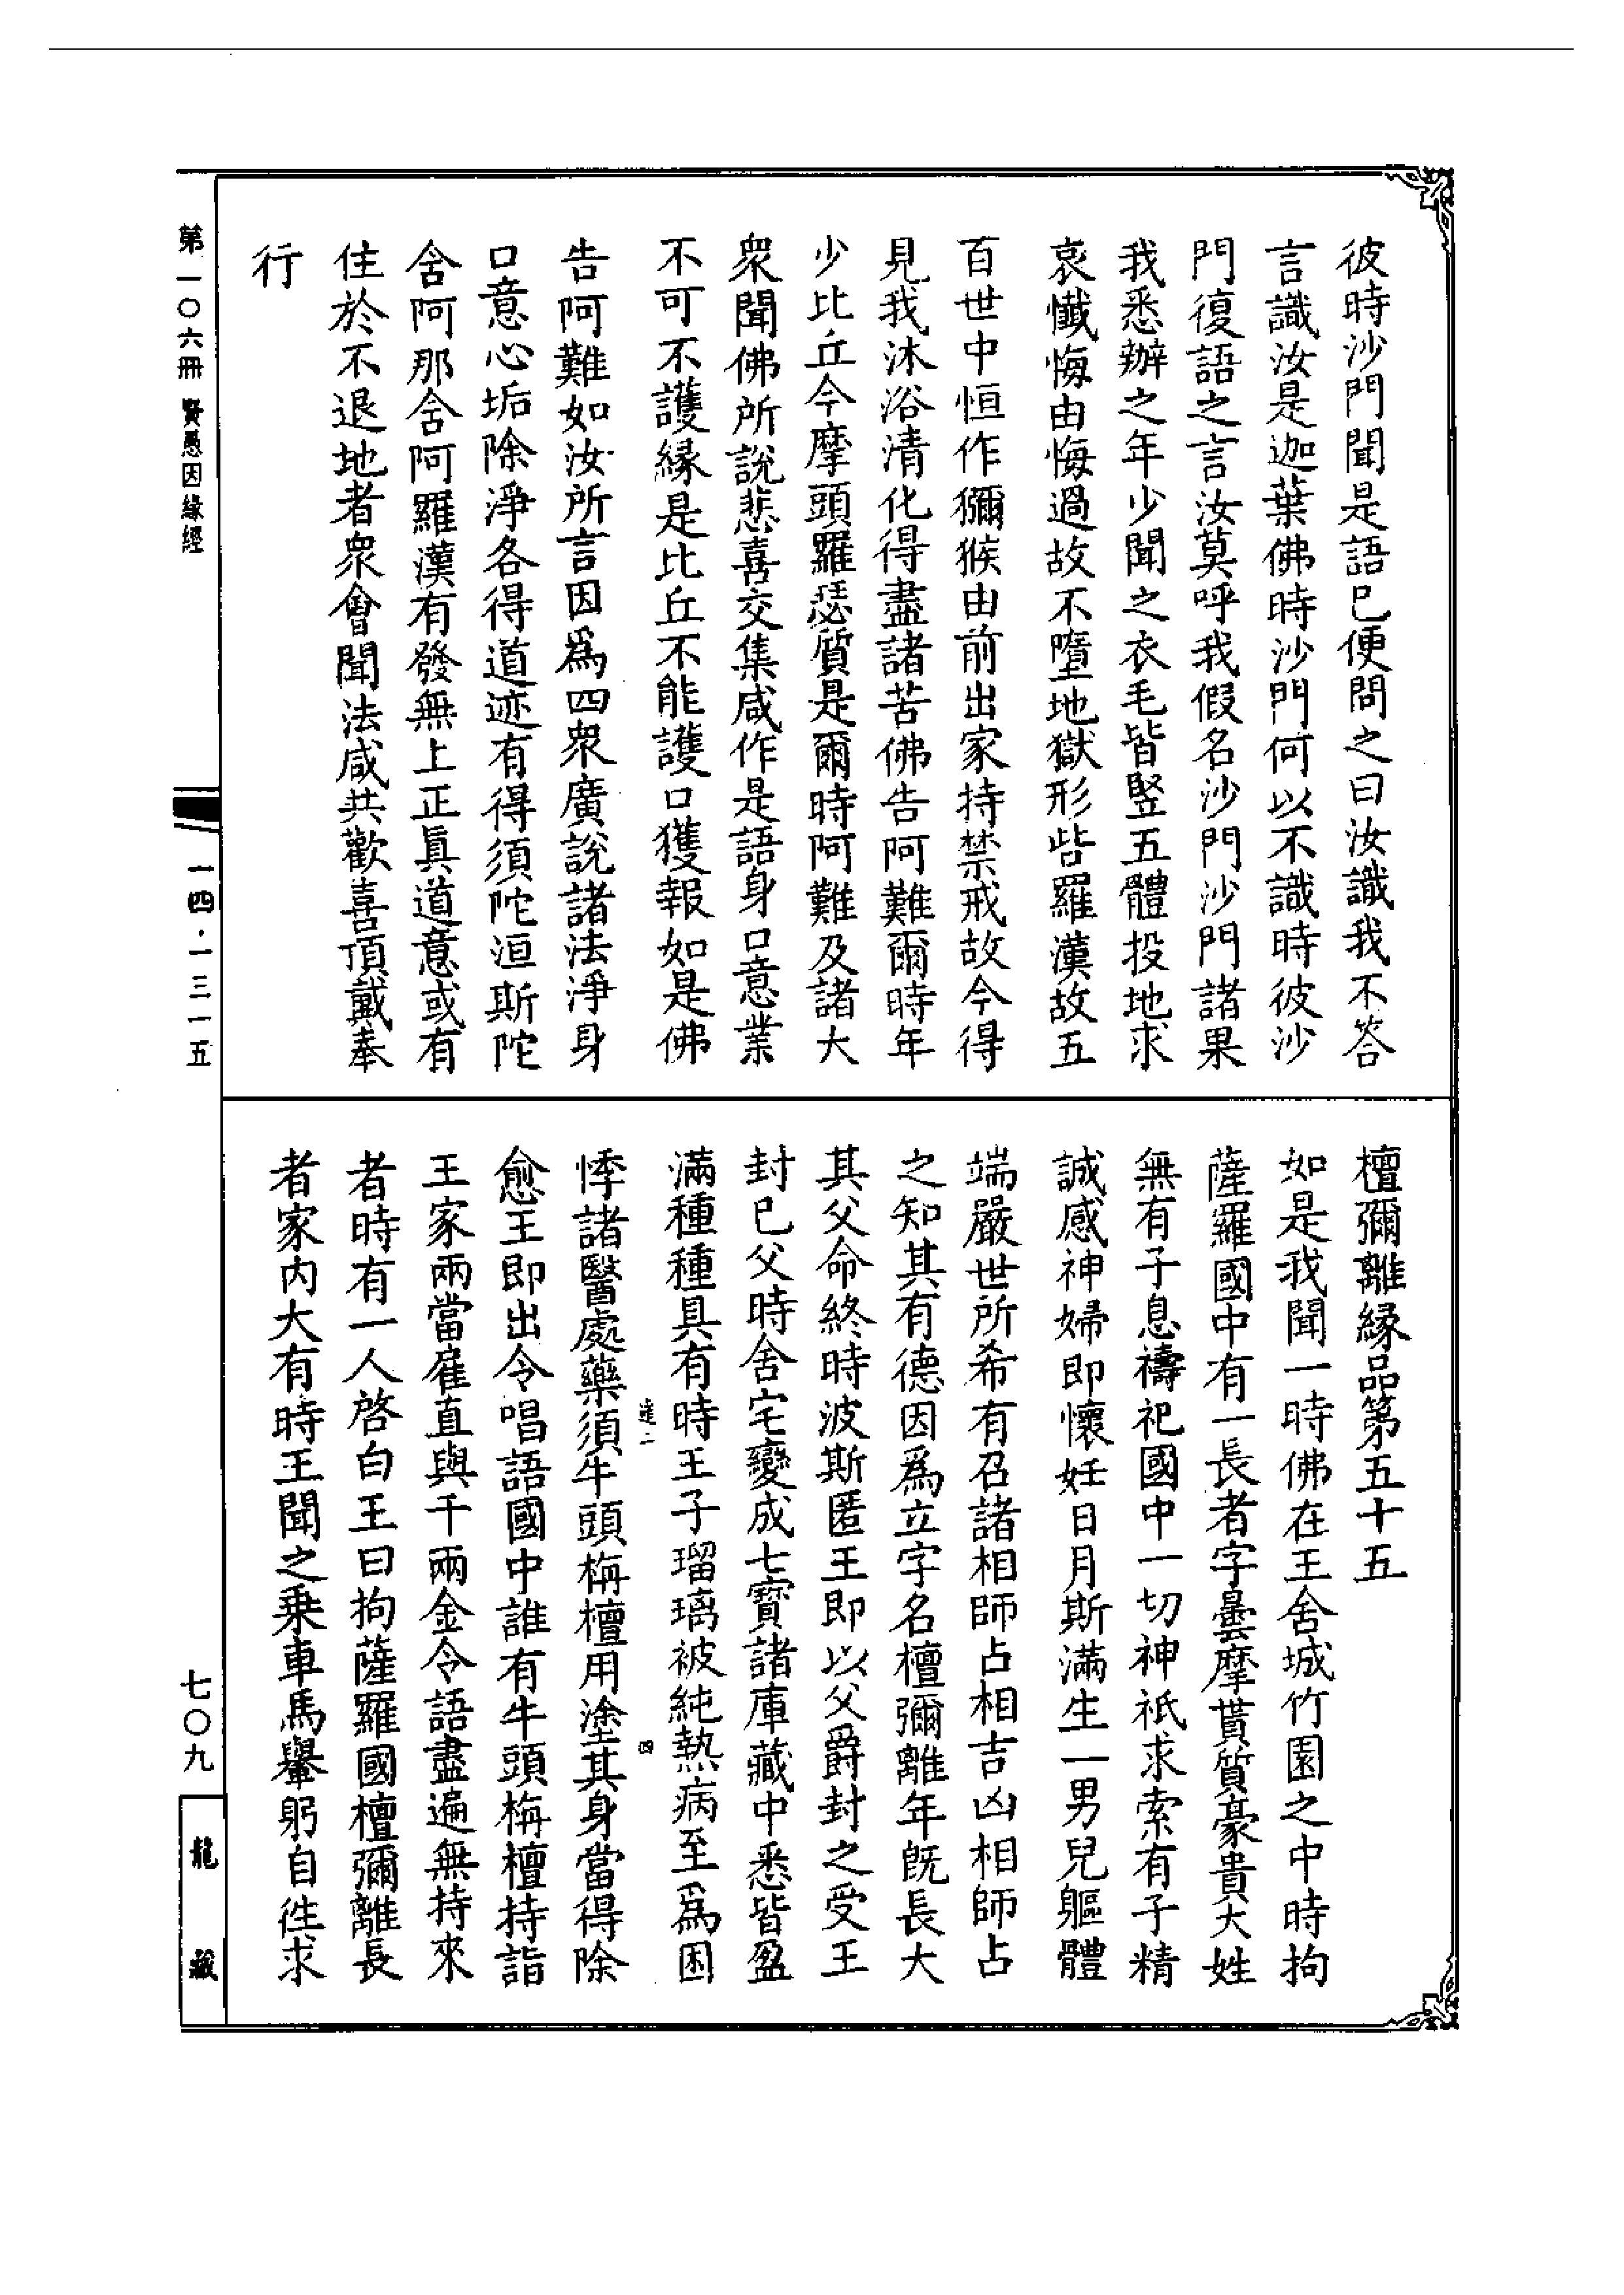 彼時沙門聞是語已便問之曰汝識我不答
言識汝是迦葉佛時沙門何以不識時彼沙
門復語之言汝莫呼我假名沙門沙門諸果
我悉辦之年少聞之衣毛皆豎五體投地求
哀懺悔由悔過故不墮地獄形呰羅漢故五
百世中恒作獼猴由前出家持禁戒故今得
見我沐浴清化得盡諸苦佛告阿難爾時年
少比丘今摩頭羅瑟質是爾時阿難及諸大
眾聞佛所說悲喜交集咸作是語身口意業
不可不護緣是比丘不能護口獲報如是佛
告阿難如汝所言因為四眾廣說諸法淨身
口意心垢除淨各得道迹有得須陀洹斯陀
含阿那含阿羅漢有發無上正真道意或有
住於不退地者眾會聞法咸共歡喜頂戴奉
行
檀彌離緣品第五十五
如是我聞一時佛在王舍城竹園之中時拘
薩羅國中有一長者字曇摩貰質豪貴大姓
無有子息禱祀國中一切神祇求索有子精
誠感神婦即懷妊日月斯滿生一男兒軀體
端嚴世所希有召諸相師占相吉凶相師占
之知其有德因為立字名檀彌離年既長大
其父命終時波斯匿王即以父爵封之受王
封已父時舍宅變成七寶諸庫藏中悉皆盈
滿種種具有時王子瑠璃被純熱病至為困
悸諸醫處藥須牛頭栴檀用塗其身當得除
愈王即出令唱語國中誰有牛頭栴檀持詣
王家兩當雇直與千兩金令語盡遍無持來
者時有一人啓白王曰拘薩羅國檀彌離長
者家內大有時王聞之乘車馬轝躬自往求
第一〇六冊 賢愚因緣經
一四·一三一五
七〇九
龍藏
四